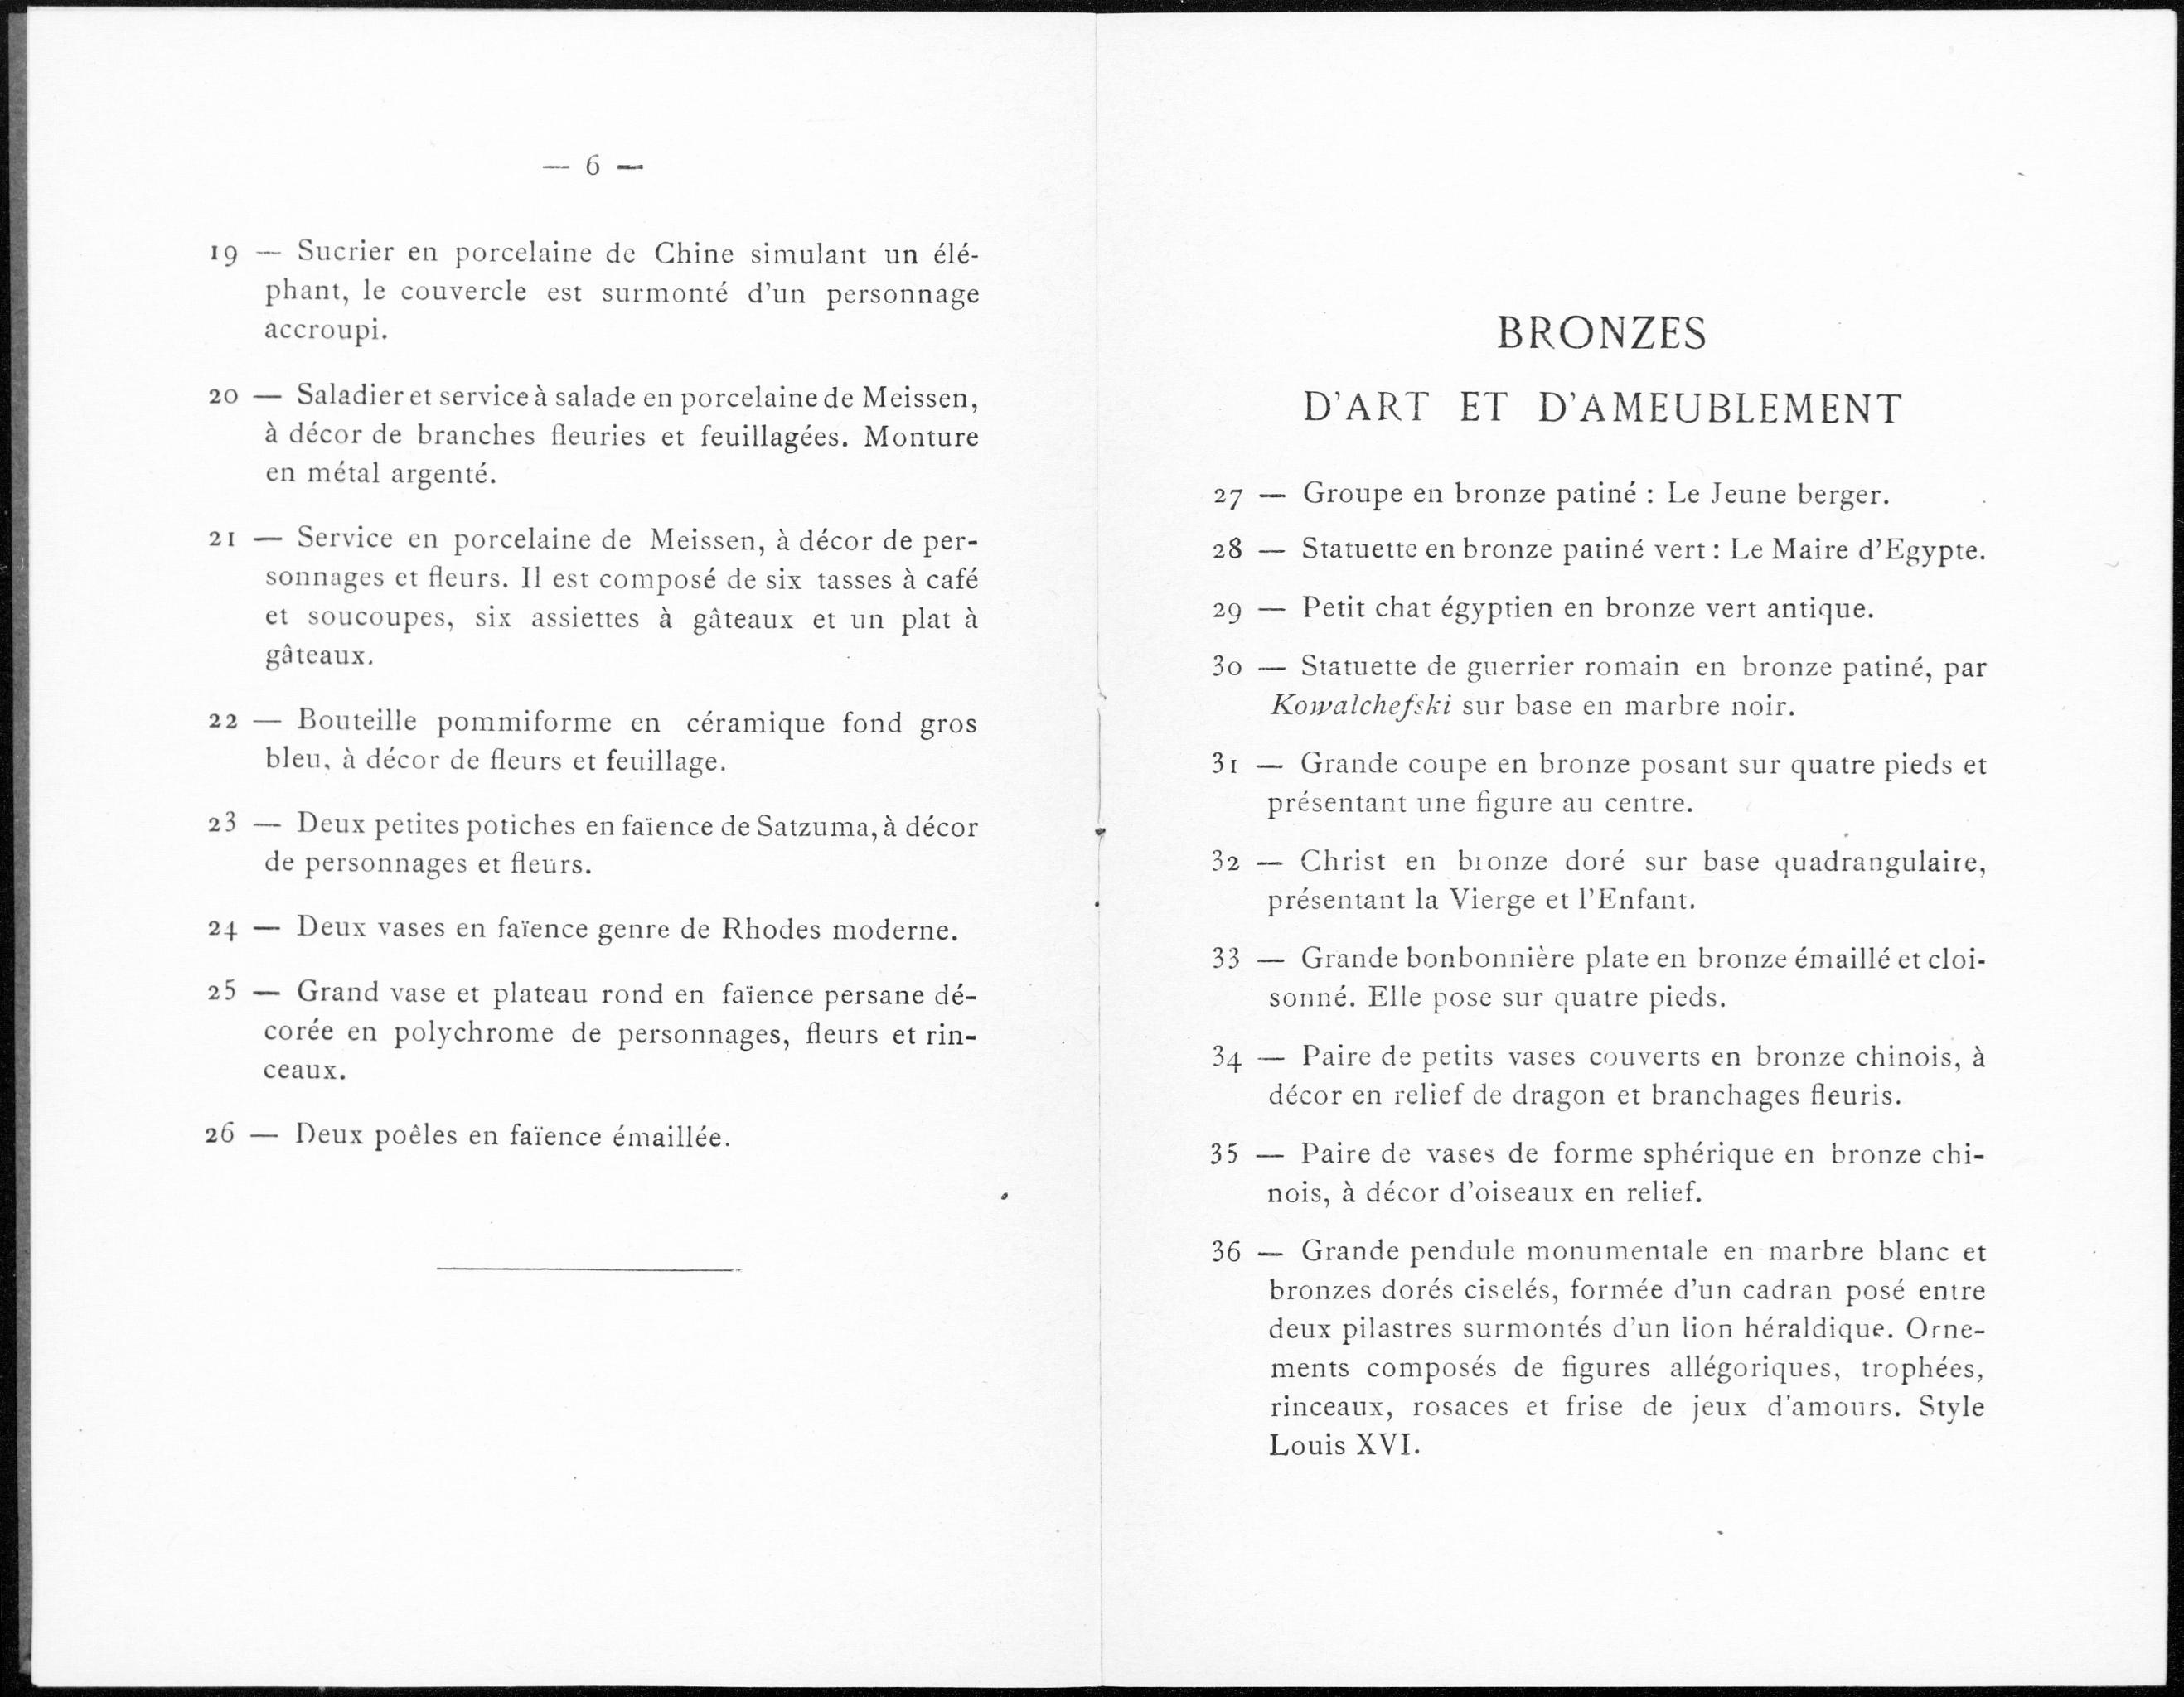 — 6 —
19 — Sucrier en porcelaine de Chine simulant un élé-
phant, le couvercle est surmonté d'un personnage
accroupi.
20 — Saladier et service à salade en porcelaine de Meissen,
à décor de branches fleuries et feuillagées. Monture
en métal argenté.
21 — Service en porcelaine de Meissen, à décor de per-
sonnages et fleurs. Il est composé de six tasses à café
et soucoupes, six assiettes à gâteaux et un plat à
gâteaux.
22 — Bouteille pommiforme en céramique fond gros
bleu, à décor de fleurs et feuillage.
23 — Deux petites potiches en faïence de Satzuma, à décor
de personnages et fleurs.
24 — Deux vases en faïence genre de Rhodes moderne.
25 — Grand vase et plateau rond en faïence persane dé-
corée en polychrome de personnages, fleurs et rin-
ceaux.
26 — Deux poêles en faïence émaillée.
BRONZES
D'ART ET D'AMEUBLEMENT
27 — Groupe en bronze patiné : Le Jeune berger.
28 — Statuette en bronze patiné vert : Le Maire d'Egypte.
29 — Petit chat égyptien en bronze vert antique.
30 — Statuette de guerrier romain en bronze patiné, par
Kowalchefski sur base en marbre noir.
31 — Grande coupe en bronze posant sur quatre pieds et
présentant une figure au centre.
32 — Christ en bronze doré sur base quadrangulaire,
présentant la Vierge et l'Enfant.
33 — Grande bonbonnière plate en bronze émaillé et cloi-
sonné. Elle pose sur quatre pieds.
34 — Paire de petits vases couverts en bronze chinois, à
décor en relief de dragon et branchages fleuris.
35 — Paire de vases de forme sphérique en bronze chi-
nois, à décor d'oiseaux en relief.
36 — Grande pendule monumentale en marbre blanc et
bronzes dorés ciselés, formée d'un cadran posé entre
deux pilastres surmontés d'un lion héraldique. Orne-
ments composés de figures allégoriques, trophées,
rinceaux, rosaces et frise de jeux d'amours. Style
Louis XVI.